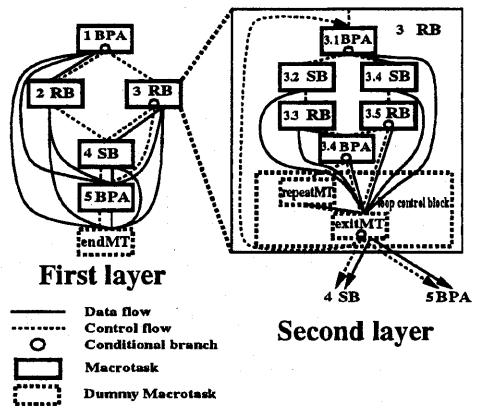 1 BPA
2 RB
3 RB
4 SB
5 BPA
endMT
First layer
3 RB
3.1 BPA
3.2 SB
3.4 SB
3.3 RB
3.5 RB
3.4 BPA
repeatMT
loop control block
exitMT
4 SB
5BPA
Second layer
Data flow
Control flow
Conditional branch
Macrotask
Dummy Macrotask